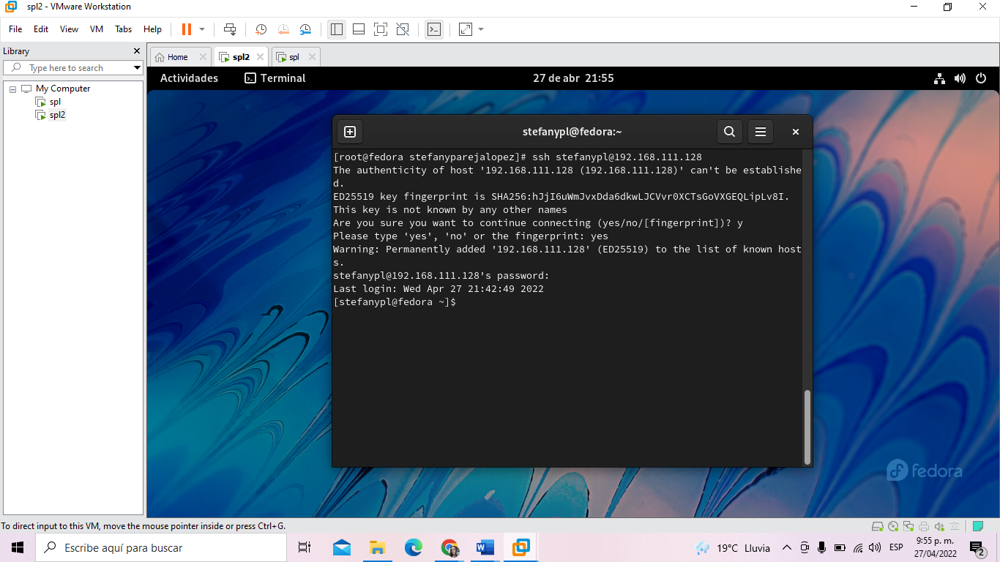 spl2 - VMware Workstation
File Edit View VM Tabs Help
Library
Type here to search
My Computer
spl
spl2
Home
spl2
spl
Actividades
Terminal
27 de abr 21:55
stefanypl@fedora:~
[root@fedora stefanyparejalopez]# ssh stefanypl@192.168.111.128
The authenticity of host '192.168.111.128 (192.168.111.128)' can't be establishe
d.
ED25519 key fingerprint is SHA256:hJjI6uWmJvxDda6dkwLJCVvr0XCTsGoVXGEQLipLv8I.
This key is not known by any other names
Are you sure you want to continue connecting (yes/no/[fingerprint])? y
Please type 'yes', 'no' or the fingerprint: yes
Warning: Permanently added '192.168.111.128' (ED25519) to the list of known host
s.
stefanypl@192.168.111.128's password:
Last login: Wed Apr 27 21:42:49 2022
[stefanypl@fedora ~]$
fedora
To direct input to this VM, move the mouse pointer inside or press Ctrl+G.
Escribe aquí para buscar
19°C Lluvia
ESP
9:55 p. m.
27/04/2022
2